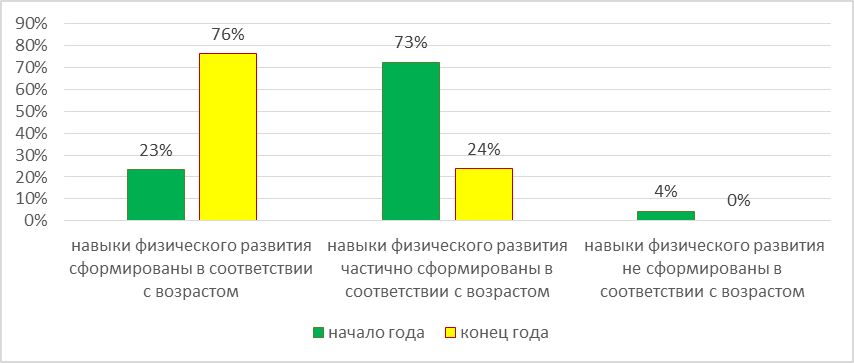 90%
80%
70%
60%
50%
40%
30%
20%
10%
0%
23%
76%
73%
24%
4%
0%
навыки физического развития
сформированы в соответствии
с возрастом
навыки физического развития
частично сформированы в
соответствии с возрастом
навыки физического развития
не сформированы в
соответствии с возрастом
начало года
конец года